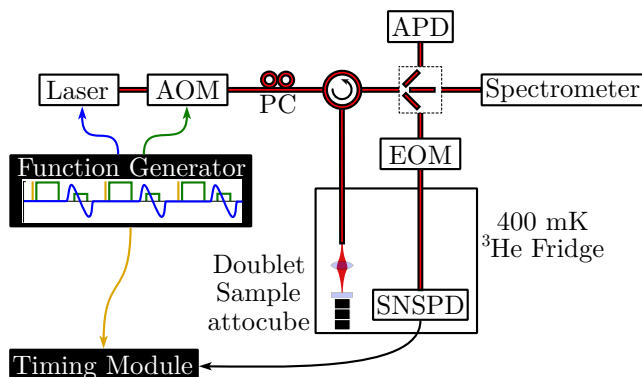 APD
Laser
AOM
PC
Spectrometer
Function Generator
EOM
400 mK
³He Fridge
Doublet
Sample
attocube
SNSPD
Timing Module